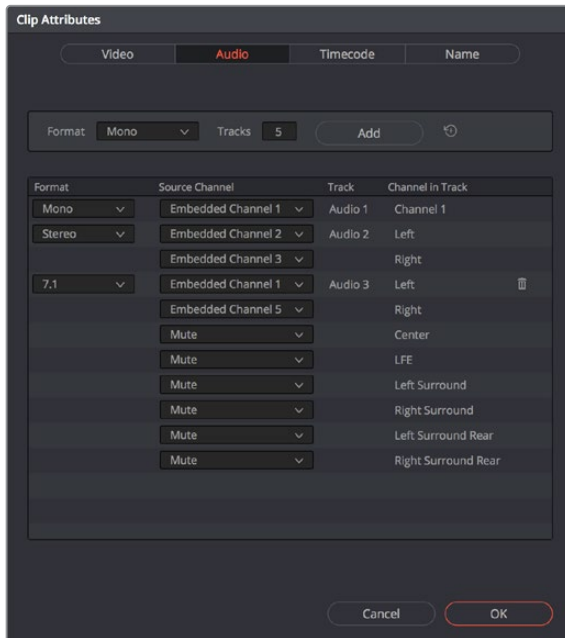 Clip Attributes
Video Audio Timecode Name
Format Mono Tracks 5 Add
Format Source Channel Track Channel in Track
Mono Embedded Channel 1 Audio 1 Channel 1
Stereo Embedded Channel 2 Audio 2 Left
Embedded Channel 3 Right
7.1 Embedded Channel 1 Audio 3 Left
Embedded Channel 5 Right
Mute Center
Mute LFE
Mute Left Surround
Mute Right Surround
Mute Left Surround Rear
Mute Right Surround Rear
Cancel OK